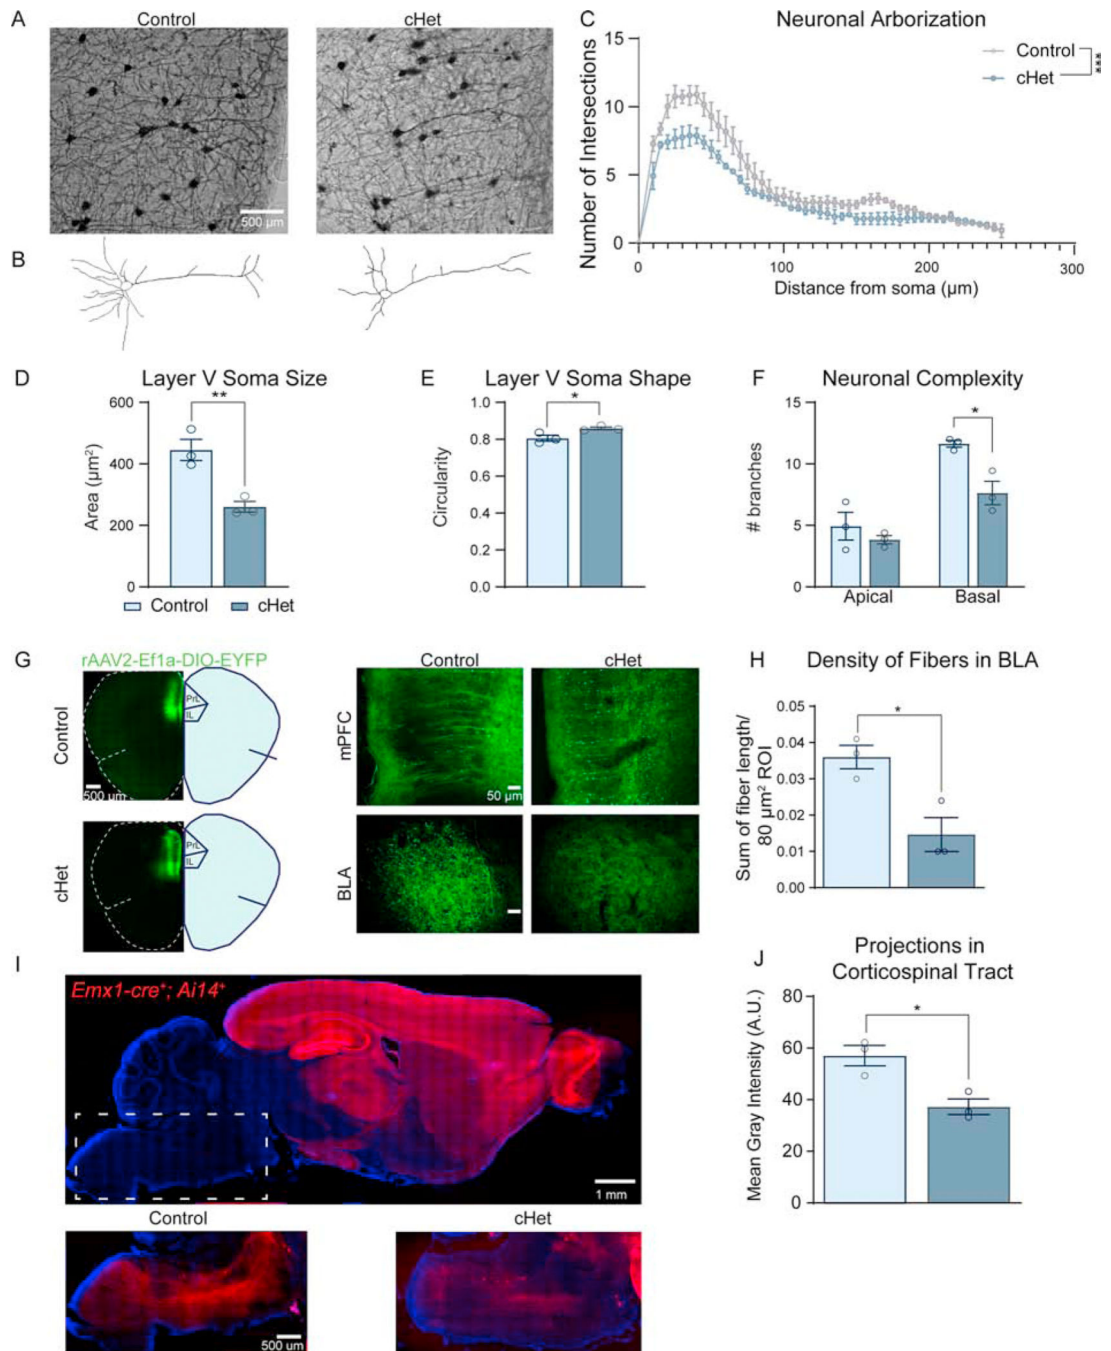 A
Control
cHet
500 µm
B
C
Neuronal Arborization
Control
cHet
***
Number of Intersections
15
10
5
0
0
100
200
300
Distance from soma (µm)
D
Layer V Soma Size
**
Area (µm²)
600
400
200
0
Control
cHet
E
Layer V Soma Shape
*
Circularity
1.0
0.8
0.6
0.4
0.2
0.0
F
Neuronal Complexity
*
# branches
15
10
5
0
Apical
Basal
G
rAAV2-Ef1a-DIO-EYFP
Control
PrL
IL
500 um
cHet
PrL
IL
Control
cHet
mPFC
50 µm
BLA
H
Density of Fibers in BLA
*
Sum of fiber length/
80 µm² ROI
0.05
0.04
0.03
0.02
0.01
0.00
I
Emx1-cre⁺; Ai14⁺
1 mm
Control
cHet
500 um
J
Projections in
Corticospinal Tract
*
Mean Gray Intensity (A.U.)
80
60
40
20
0